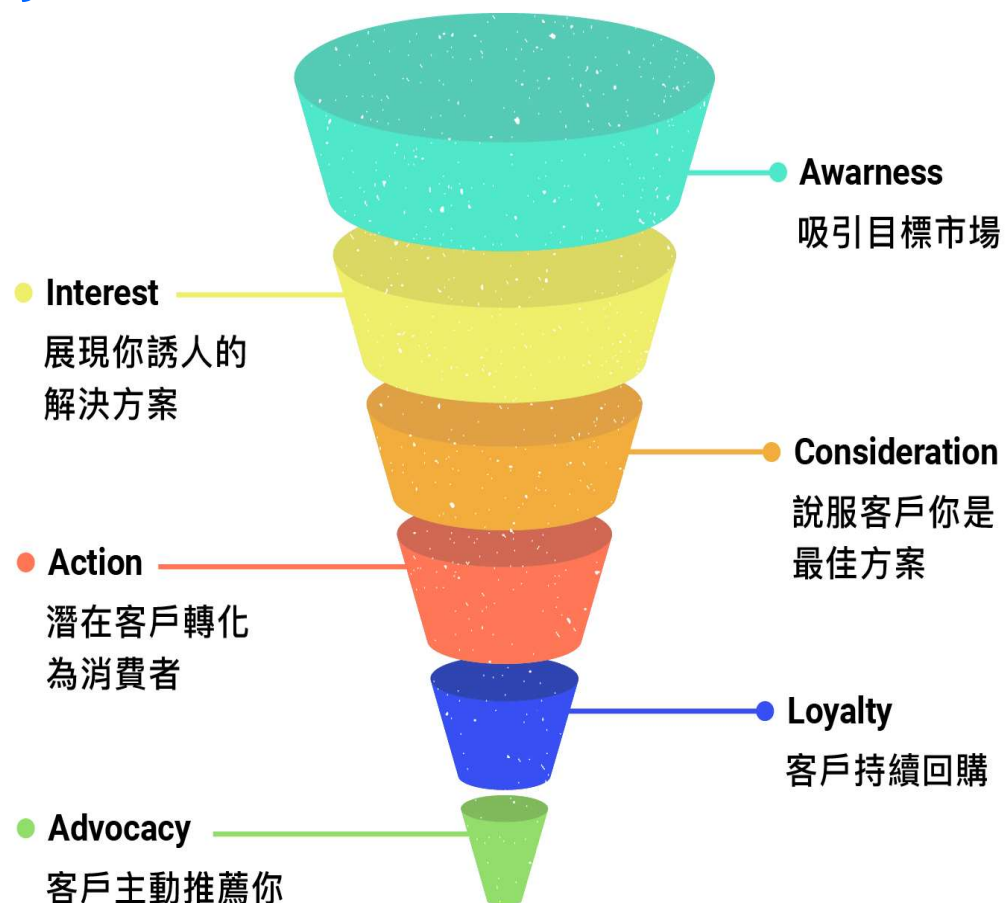 Awarness
吸引目標市場
Interest
展現你誘人的
解決方案
Consideration
說服客戶你是
最佳方案
Action
潛在客戶轉化
為消費者
Loyalty
客戶持續回購
Advocacy
客戶主動推薦你